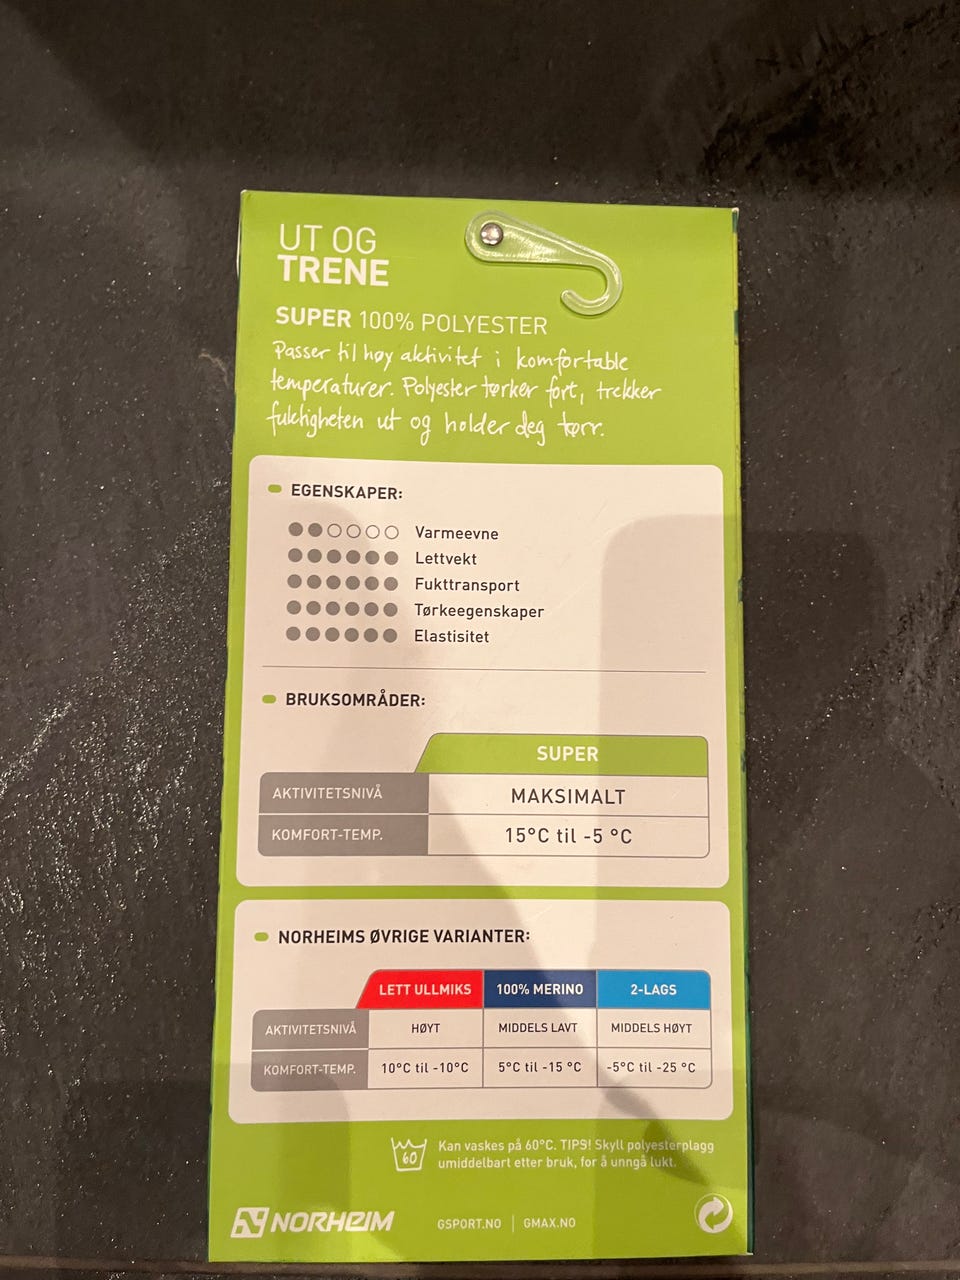 UT OG
TRENE
SUPER 100% POLYESTER
Passer til høy aktivitet i komfortable
temperaturer. Polyester tørker fort, trekker
fuktigheten ut og holder deg tørr.
EGENSKAPER:
Varmeevne
Lettvekt
Fukttransport
Tørkeegenskaper
Elastisitet
BRUKSOMRÅDER:
SUPER
AKTIVITETSNIVÅ MAKSIMALT
KOMFORT-TEMP. 15°C til -5 °C
NORHEIMS ØVRIGE VARIANTER:
LETT ULLMIKS 100% MERINO 2-LAGS
AKTIVITETSNIVÅ HØYT MIDDELS LAVT MIDDELS HØYT
KOMFORT-TEMP. 10°C til -10°C 5°C til -15 °C -5°C til -25 °C
60 Kan vaskes på 60°C. TIPS! Skyll polyesterplagg
umiddelbart etter bruk, for å unngå lukt.
NORHEIM GSPORT.NO | GMAX.NO